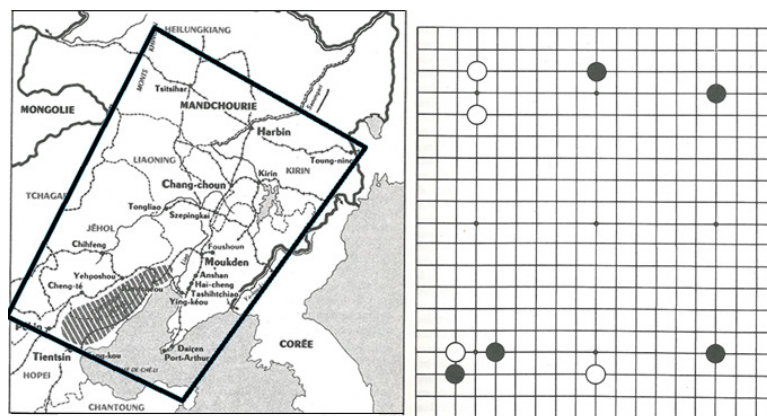 HEILUNGKIANG
MONTS
Tsitsihar
MONGOLIE
MANDCHOURIE
Harbin
Toung-ning
LIAONING
KIRIN
Chang-choun
Kirin
TCHAGAR
Tongliao
Szepingkai
JÉHOL
Foushoun
Chihfeng
Moukden
Yehposhou
Anshan
Cheng-té
Hai-cheng
Tashihtchiao
Ying-kéou
Dairen
Port-Arthur
Tientsin
CORÉE
HOPEI
CHANTOUNG